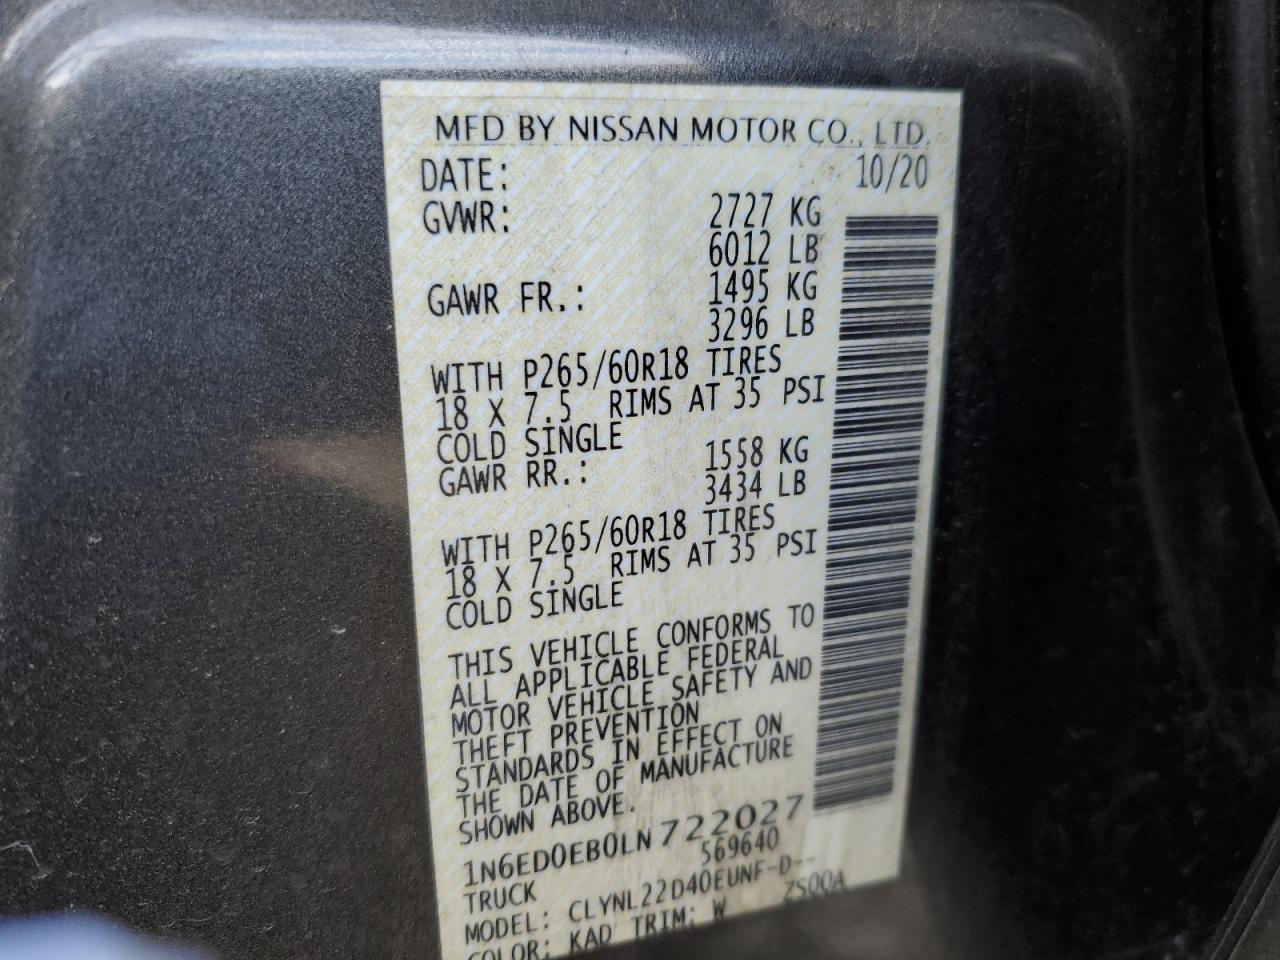 MFD BY NISSAN MOTOR CO., LTD.
DATE: 10/20
GVWR: 2727 KG
6012 LB
GAWR FR.: 1495 KG
3296 LB
WITH P265/60R18 TIRES
18 X 7.5 RIMS AT 35 PSI
COLD SINGLE
GAWR RR.: 1558 KG
3434 LB
WITH P265/60R18 TIRES
18 X 7.5 RIMS AT 35 PSI
COLD SINGLE
THIS VEHICLE CONFORMS TO
ALL APPLICABLE FEDERAL
MOTOR VEHICLE SAFETY AND
THEFT PREVENTION
STANDARDS IN EFFECT ON
THE DATE OF MANUFACTURE
SHOWN ABOVE.
1N6ED0EB0LN722027
TRUCK 569640
MODEL: CLYNL22D40EUNF-D--
COLOR: KAD TRIM: W ZS00A